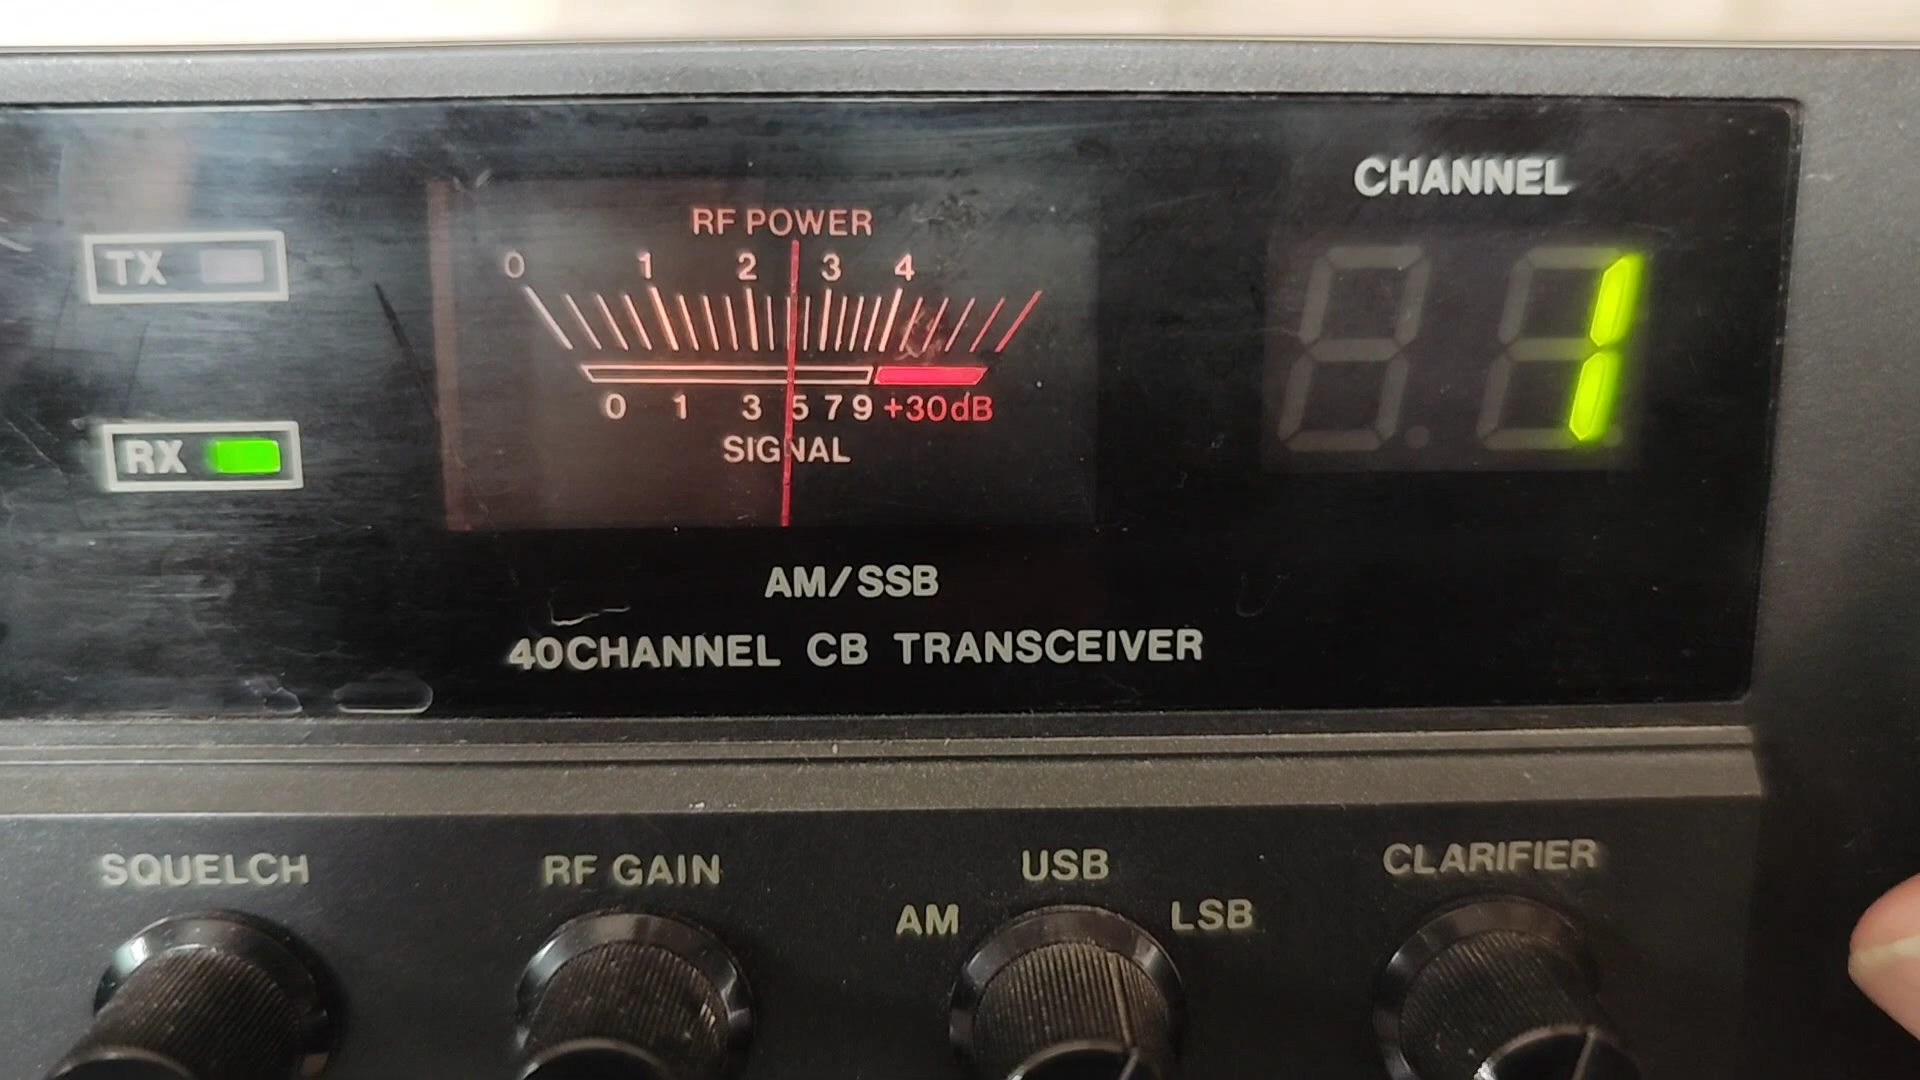 CHANNEL
RF POWER
TX
0 1 2 3 4
1
0 1 3 5 7 9 +30dB
RX
SIGNAL
AM/SSB
40CHANNEL CB TRANSCEIVER
SQUELCH
RF GAIN
USB
CLARIFIER
AM
LSB